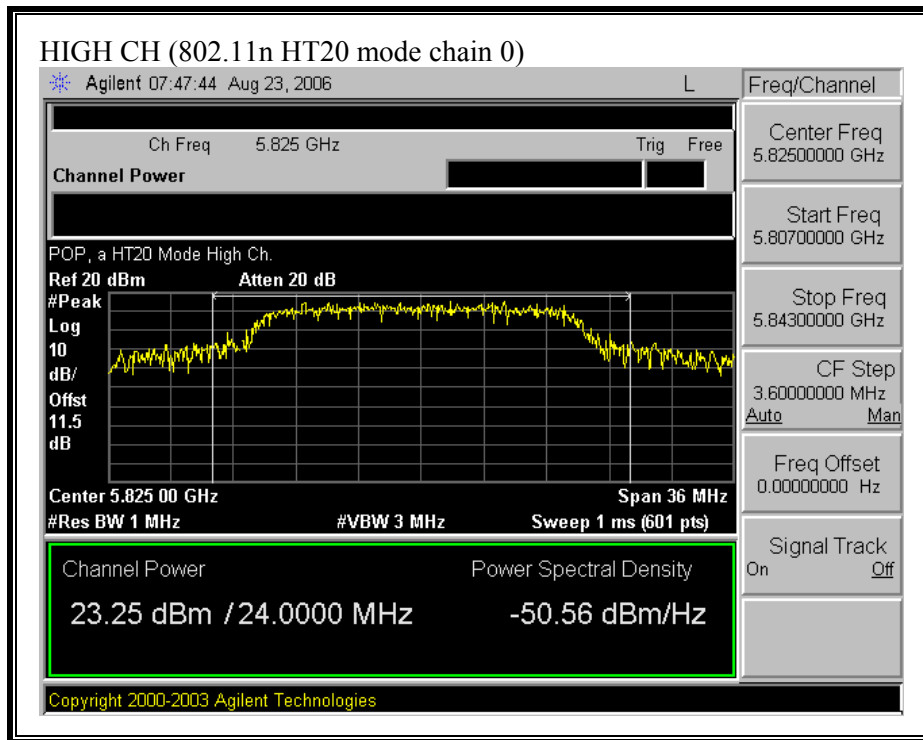 HIGH CH (802.11n HT20 mode chain 0)
Agilent 07:47:44 Aug 23, 2006 L
Freq/Channel
Ch Freq 5.825 GHz Trig Free
Channel Power
Center Freq
5.82500000 GHz
Start Freq
5.80700000 GHz
POP, a HT20 Mode High Ch.
Ref 20 dBm Atten 20 dB
#Peak
Log
10
dB/
Offst
11.5
dB
Stop Freq
5.84300000 GHz
CF Step
3.60000000 MHz
Auto Man
Freq Offset
0.00000000 Hz
Center 5.825 00 GHz Span 36 MHz
#Res BW 1 MHz #VBW 3 MHz Sweep 1 ms (601 pts)
Signal Track
On Off
Channel Power Power Spectral Density
23.25 dBm / 24.0000 MHz -50.56 dBm/Hz
Copyright 2000-2003 Agilent Technologies